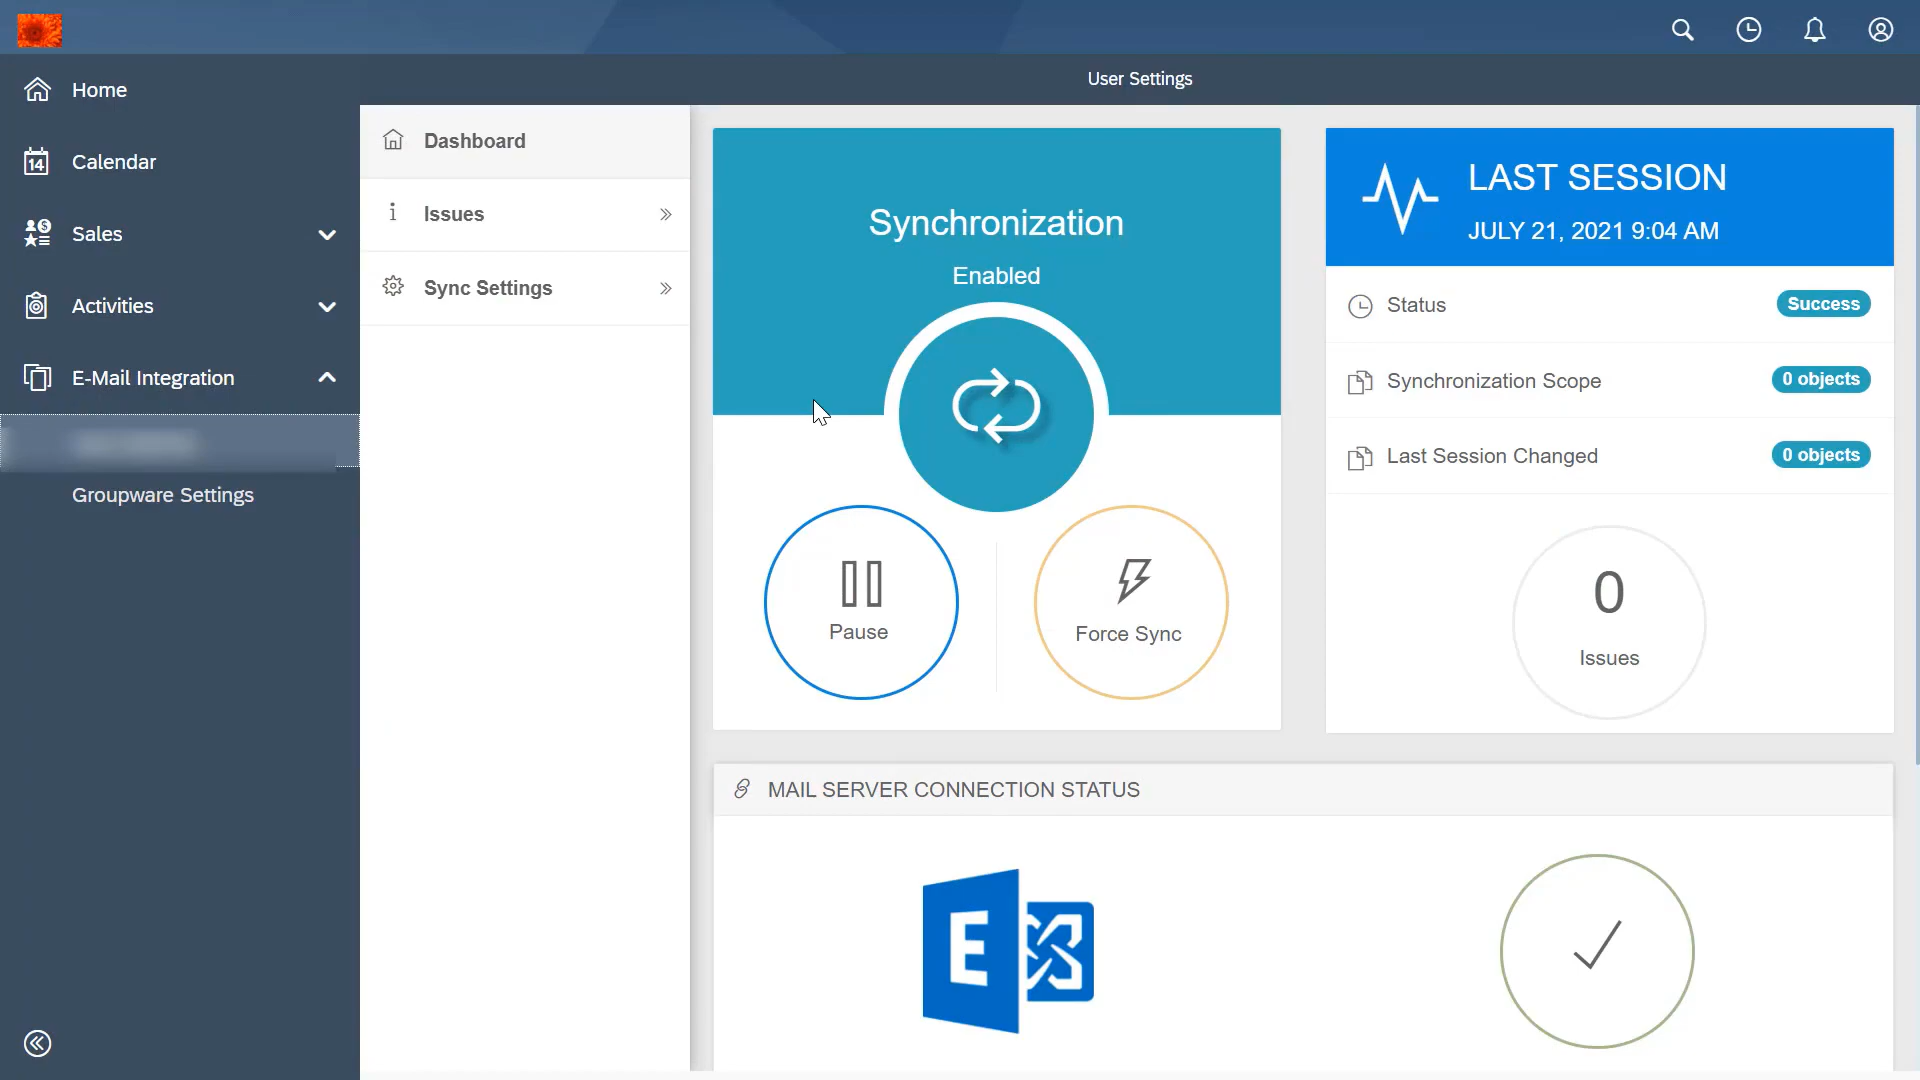 Home
14
Calendar
Sales
Activities
E-Mail Integration
Groupware Settings
User Settings
Dashboard
Issues
Sync Settings
Synchronization
Enabled
Pause
Force Sync
LAST SESSION
JULY 21, 2021 9:04 AM
Status
Success
Synchronization Scope
0 objects
Last Session Changed
0 objects
0
Issues
MAIL SERVER CONNECTION STATUS
E